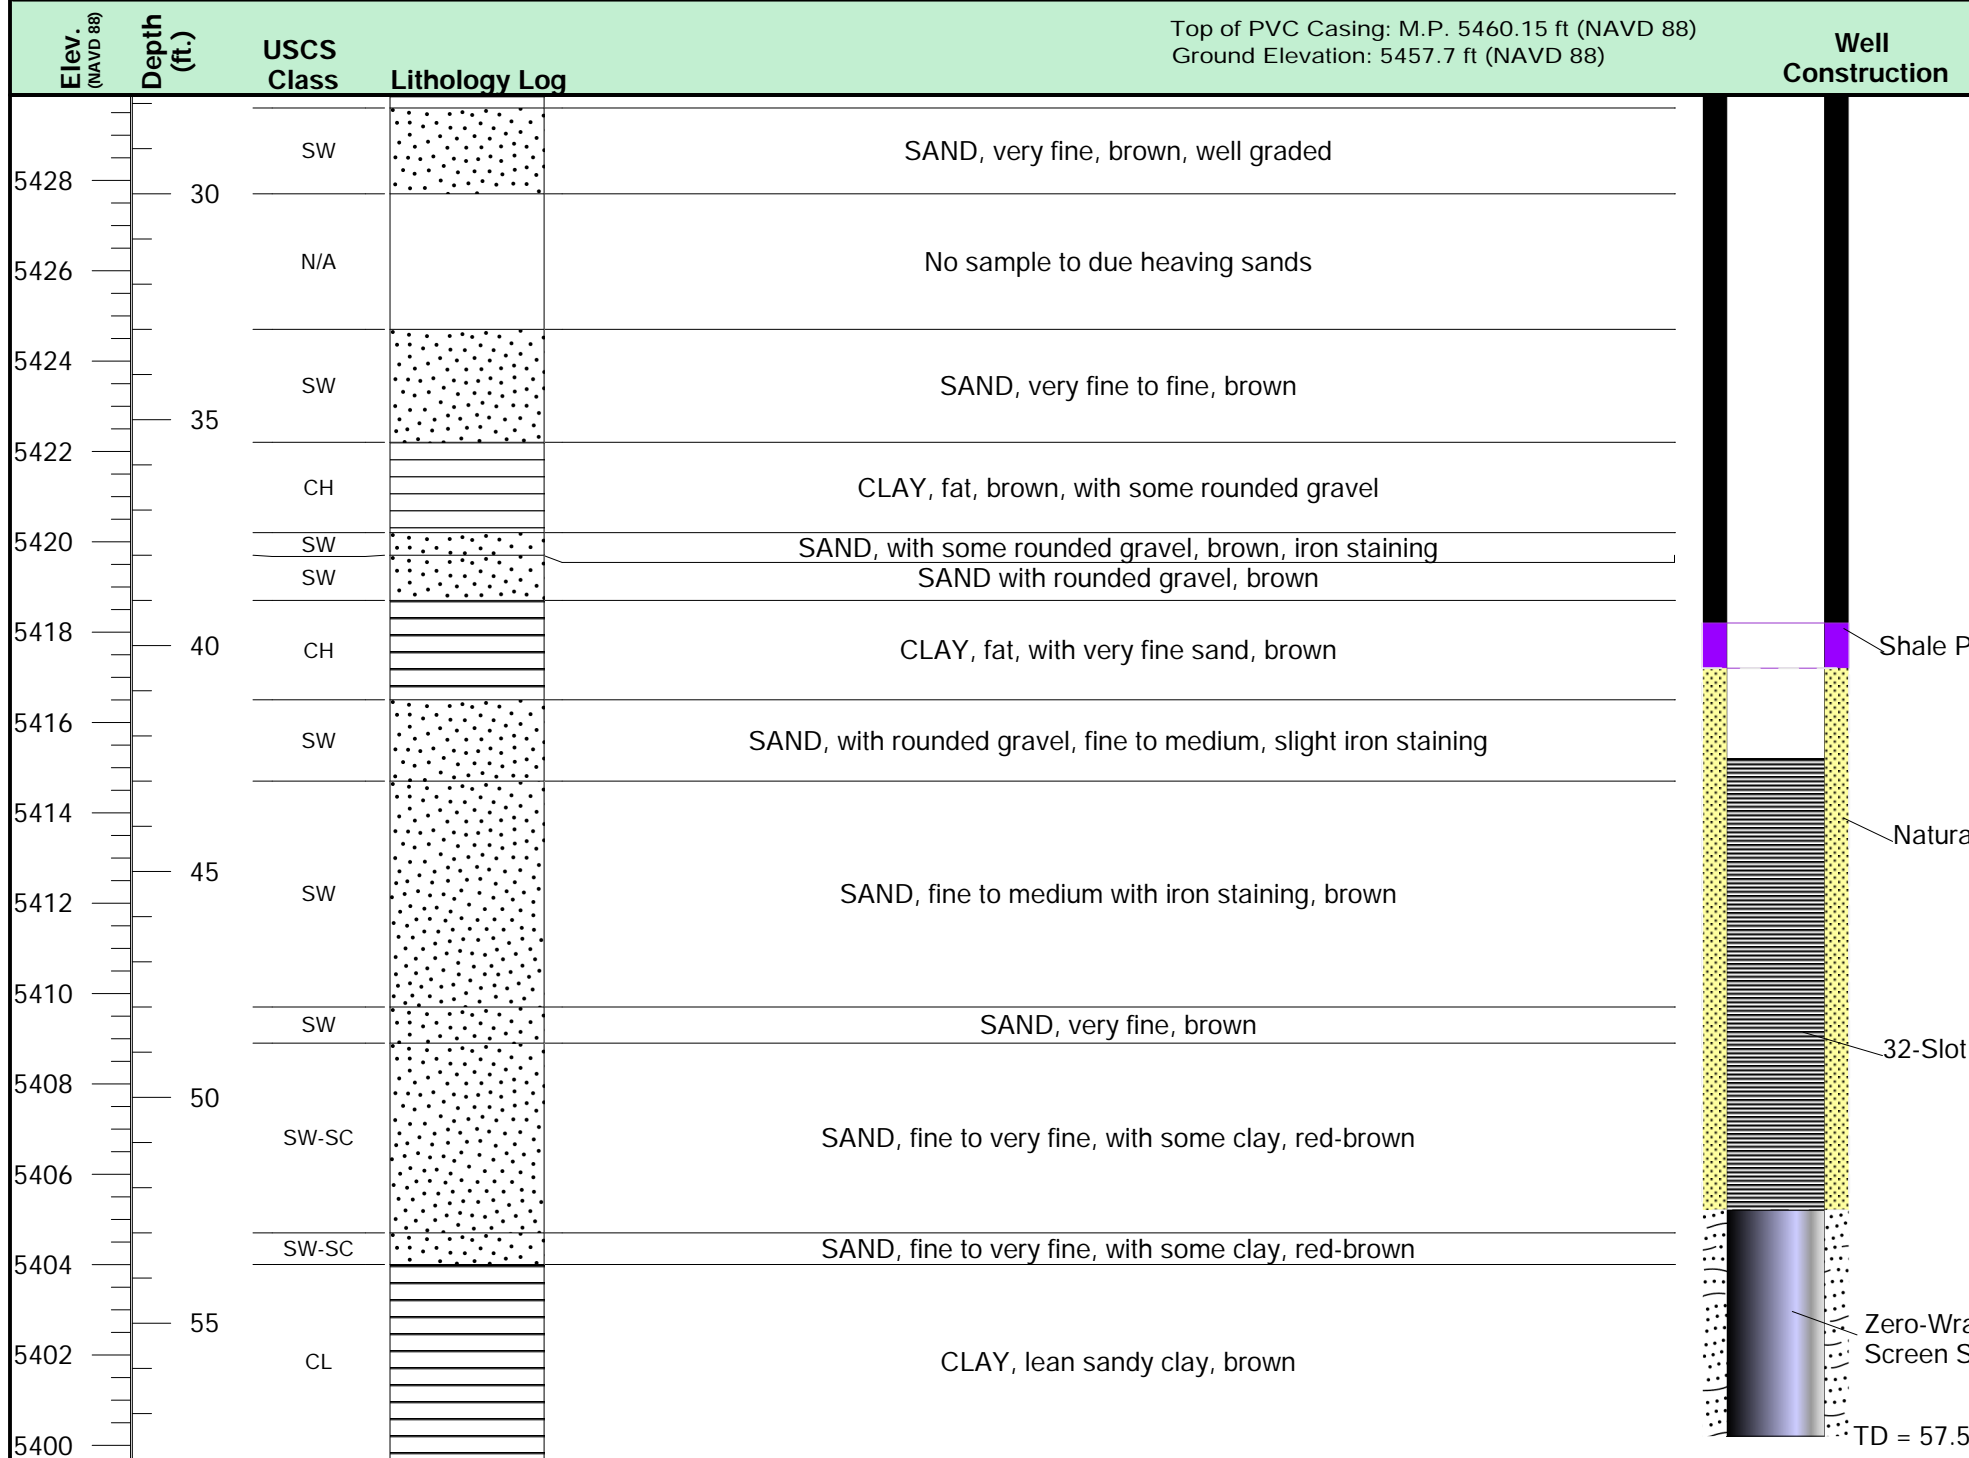 Elev.
(NAVD 88)
Depth
(ft.)
USCS
Class
Lithology Log
Top of PVC Casing: M.P. 5460.15 ft (NAVD 88)
Ground Elevation: 5457.7 ft (NAVD 88)
Well
Construction
SW
SAND, very fine, brown, well graded
5428
30
N/A
No sample to due heaving sands
5426
5424
SW
SAND, very fine to fine, brown
35
5422
CH
CLAY, fat, brown, with some rounded gravel
5420
SW
SAND, with some rounded gravel, brown, iron staining
SW
SAND with rounded gravel, brown
5418
40
CH
CLAY, fat, with very fine sand, brown
Shale P
5416
SW
SAND, with rounded gravel, fine to medium, slight iron staining
5414
Natura
45
5412
SW
SAND, fine to medium with iron staining, brown
5410
SW
SAND, very fine, brown
32-Slot
5408
50
SW-SC
SAND, fine to very fine, with some clay, red-brown
5406
SW-SC
SAND, fine to very fine, with some clay, red-brown
5404
55
Zero-Wra
Screen S
5402
CL
CLAY, lean sandy clay, brown
5400
TD = 57.5